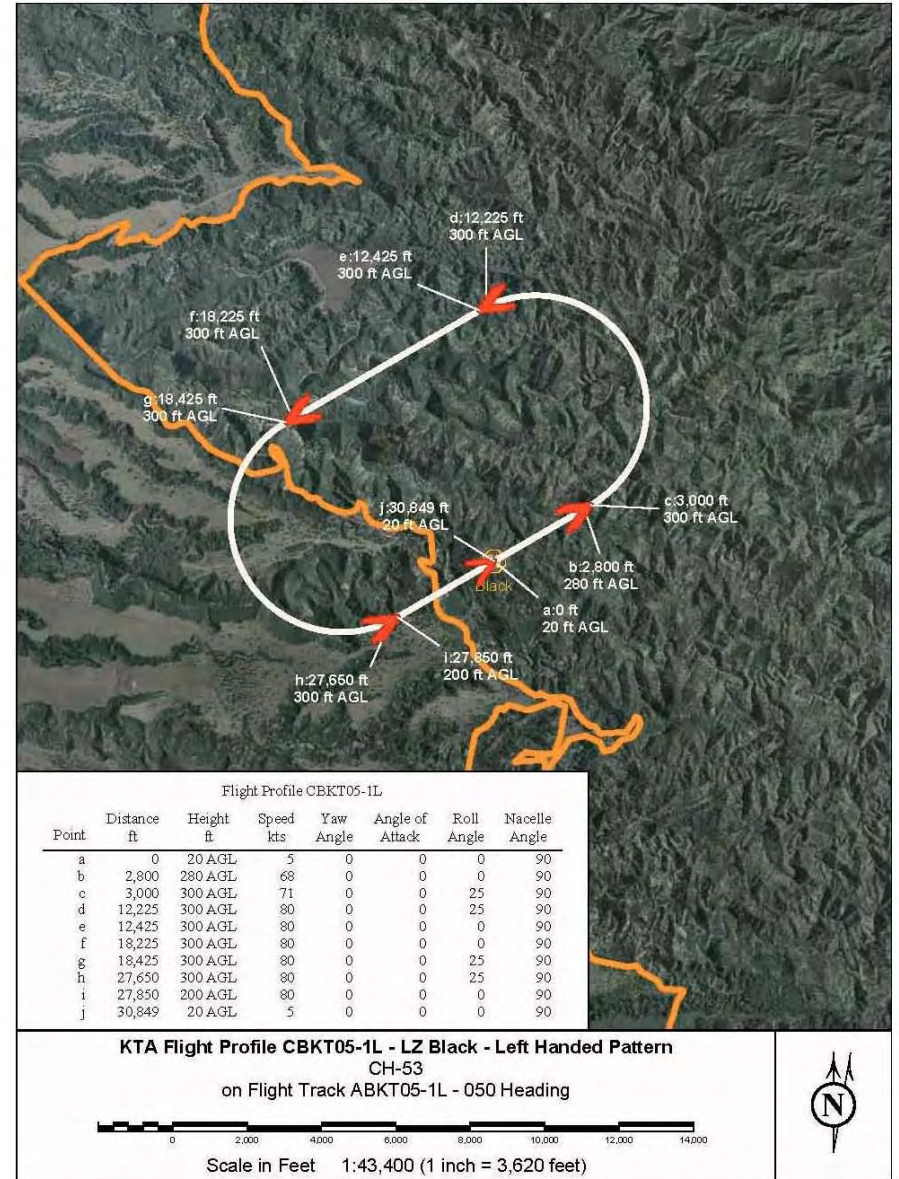 d:12,225 ft
300 ft AGL
e:12,425 ft
300 ft AGL
f:18,225 ft
300 ft AGL
g:18,425 ft
300 ft AGL
j:30,849 ft
20 ft AGL
c:3,000 ft
300 ft AGL
b:2,800 ft
280 ft AGL
Black
a:0 ft
20 ft AGL
i:27,850 ft
200 ft AGL
h:27,650 ft
300 ft AGL
Flight Profile CBKT05-1L
Point Distance ft Height ft Speed kts Yaw Angle Angle of Attack Roll Angle Nacelle Angle
a 0 20 AGL 5 0 0 0 90
b 2,800 280 AGL 68 0 0 0 90
c 3,000 300 AGL 71 0 0 25 90
d 12,225 300 AGL 80 0 0 25 90
e 12,425 300 AGL 80 0 0 0 90
f 18,225 300 AGL 80 0 0 0 90
g 18,425 300 AGL 80 0 0 25 90
h 27,650 300 AGL 80 0 0 25 90
i 27,850 200 AGL 80 0 0 0 90
j 30,849 20 AGL 5 0 0 0 90
KTA Flight Profile CBKT05-1L - LZ Black - Left Handed Pattern
CH-53
on Flight Track ABKT05-1L - 050 Heading
0 2,000 4,000 6,000 8,000 10,000 12,000 14,000
Scale in Feet 1:43,400 (1 inch = 3,620 feet)
N